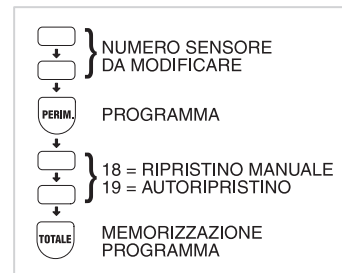 NUMERO SENSORE
DA MODIFICARE
PERIM.
PROGRAMMA
18 = RIPRISTINO MANUALE
19 = AUTORIPRISTINO
TOTALE
MEMORIZZAZIONE
PROGRAMMA